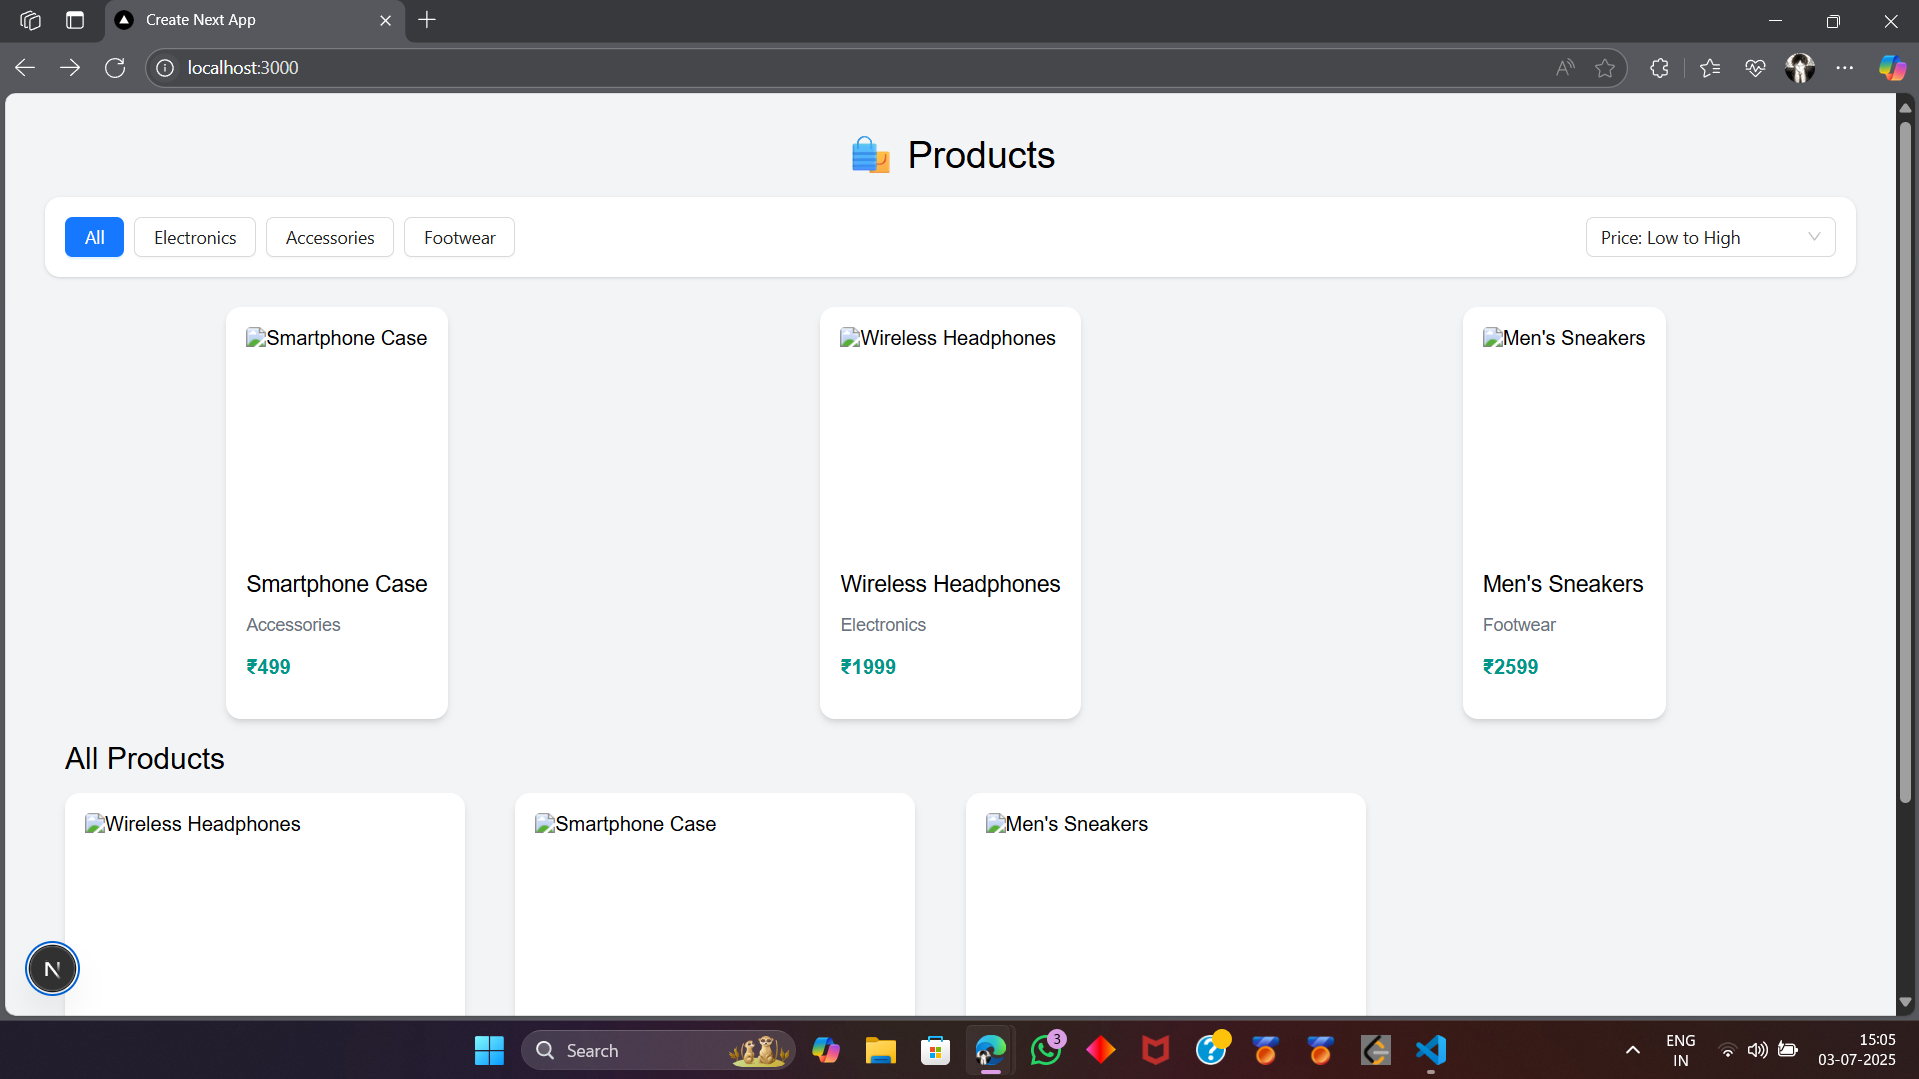 Create Next App
localhost:3000
Products
All Electronics Accessories Footwear Price: Low to High
Smartphone Case Wireless Headphones Men's Sneakers
Smartphone Case Wireless Headphones Men's Sneakers
Accessories Electronics Footwear
₹499 ₹1999 ₹2599
All Products
Wireless Headphones Smartphone Case Men's Sneakers
N
Search 3 ENG 15:05
IN 03-07-2025